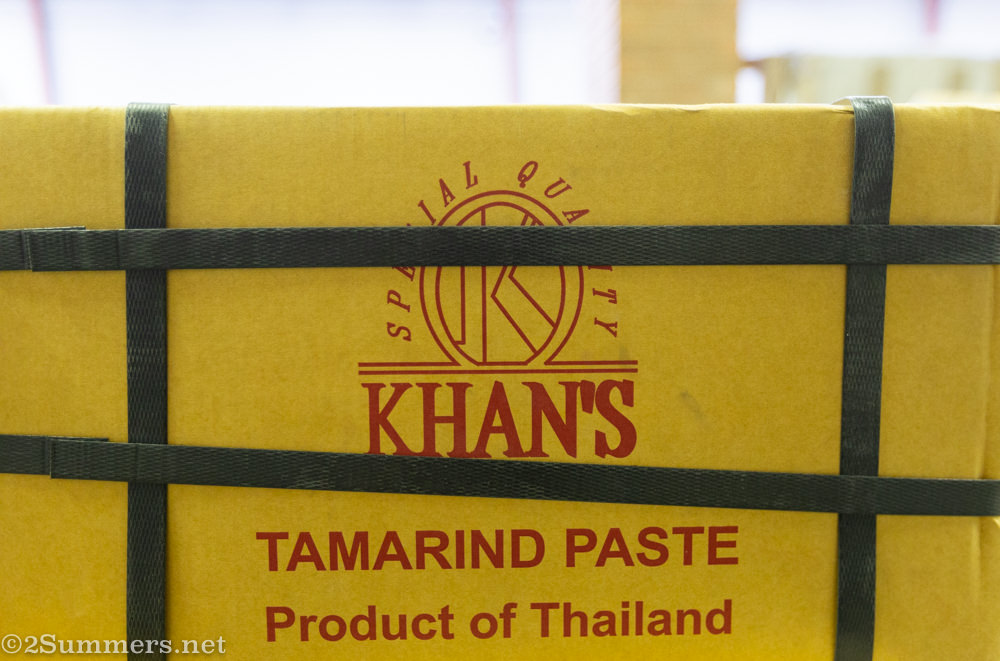 SPECIAL QUALITY
K
KHAN'S
TAMARIND PASTE
Product of Thailand
©2Summers.net